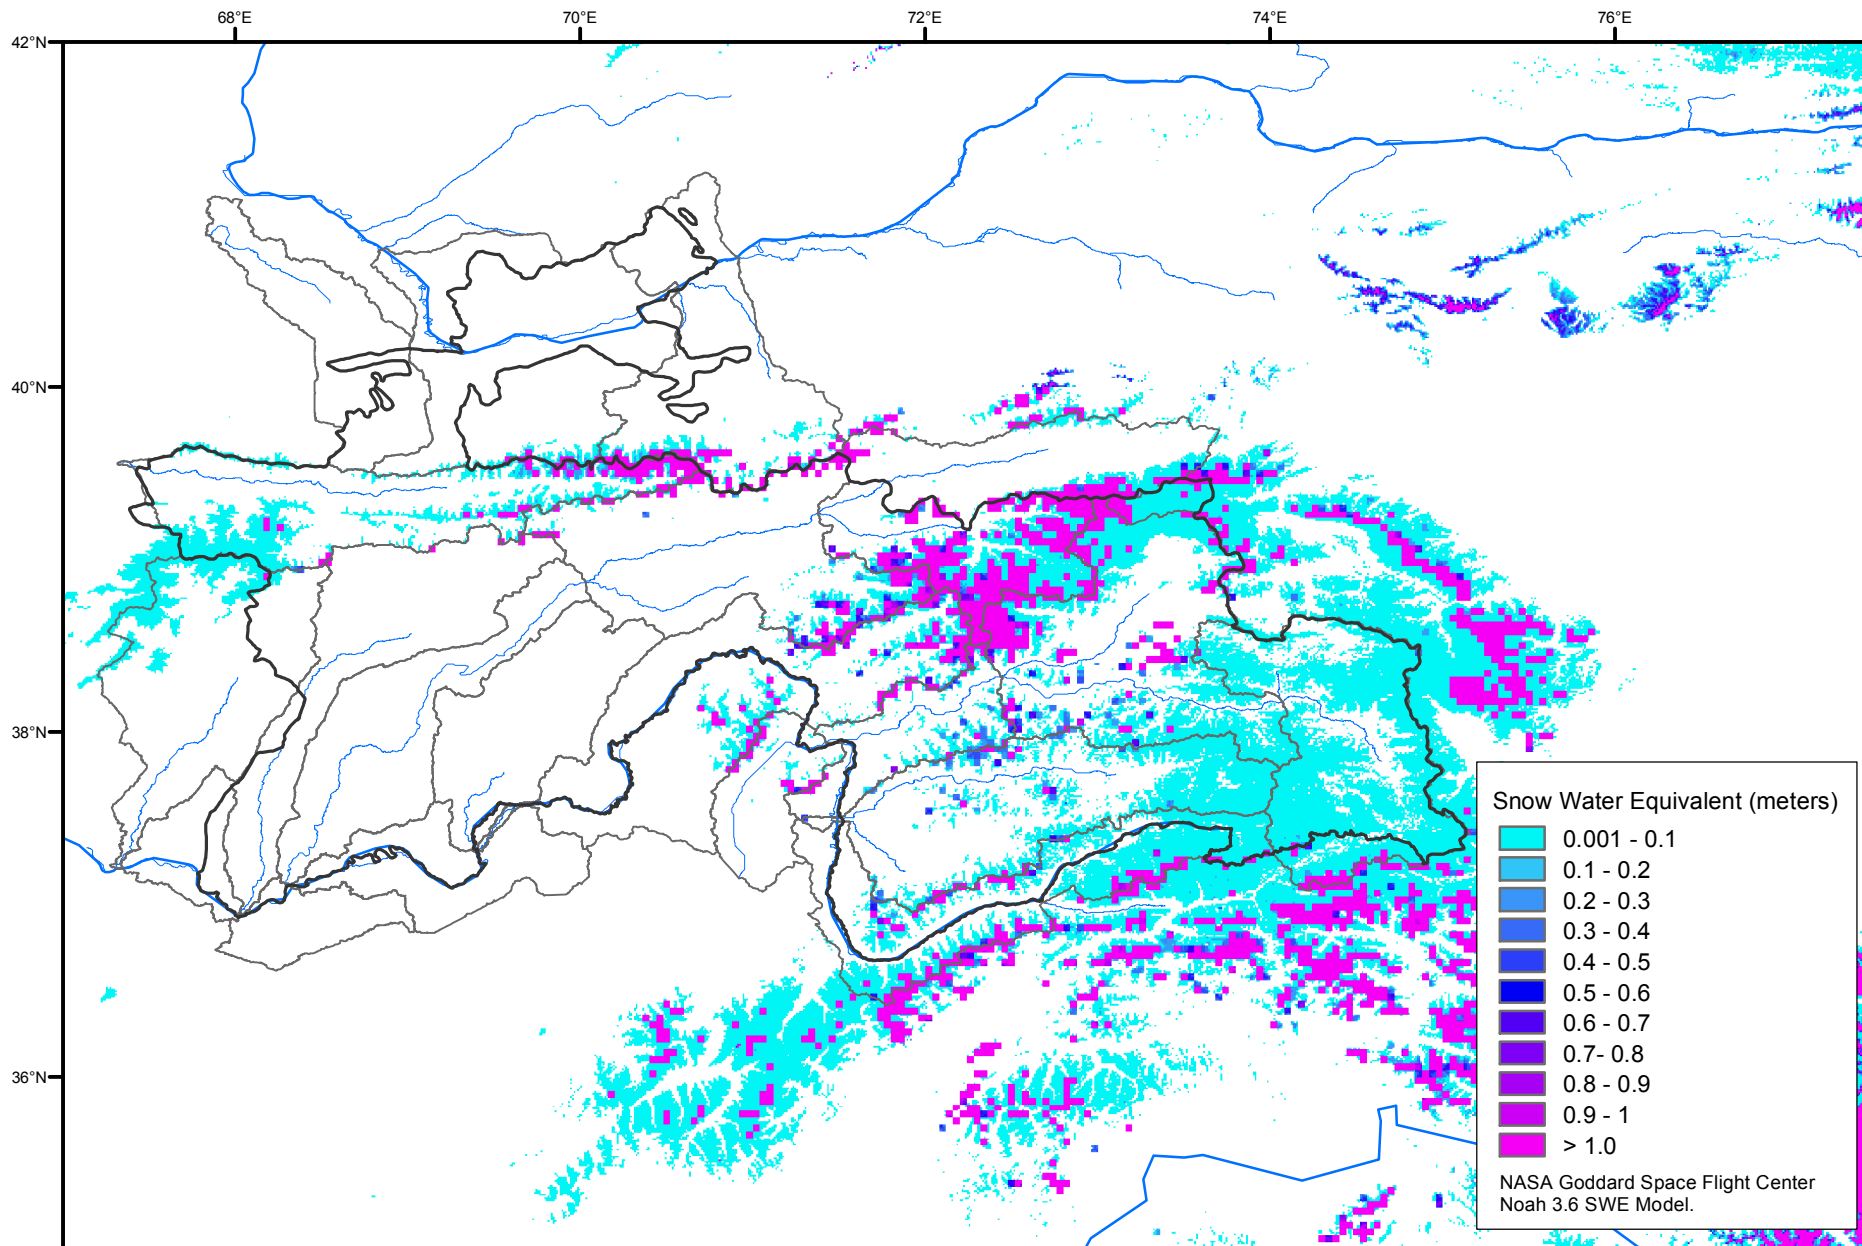 68°E
70°E
72°E
74°E
76°E
42°N
40°N
38°N
36°N
Snow Water Equivalent (meters)
0.001 - 0.1
0.1 - 0.2
0.2 - 0.3
0.3 - 0.4
0.4 - 0.5
0.5 - 0.6
0.6 - 0.7
0.7- 0.8
0.8 - 0.9
0.9 - 1
> 1.0
NASA Goddard Space Flight Center
Noah 3.6 SWE Model.